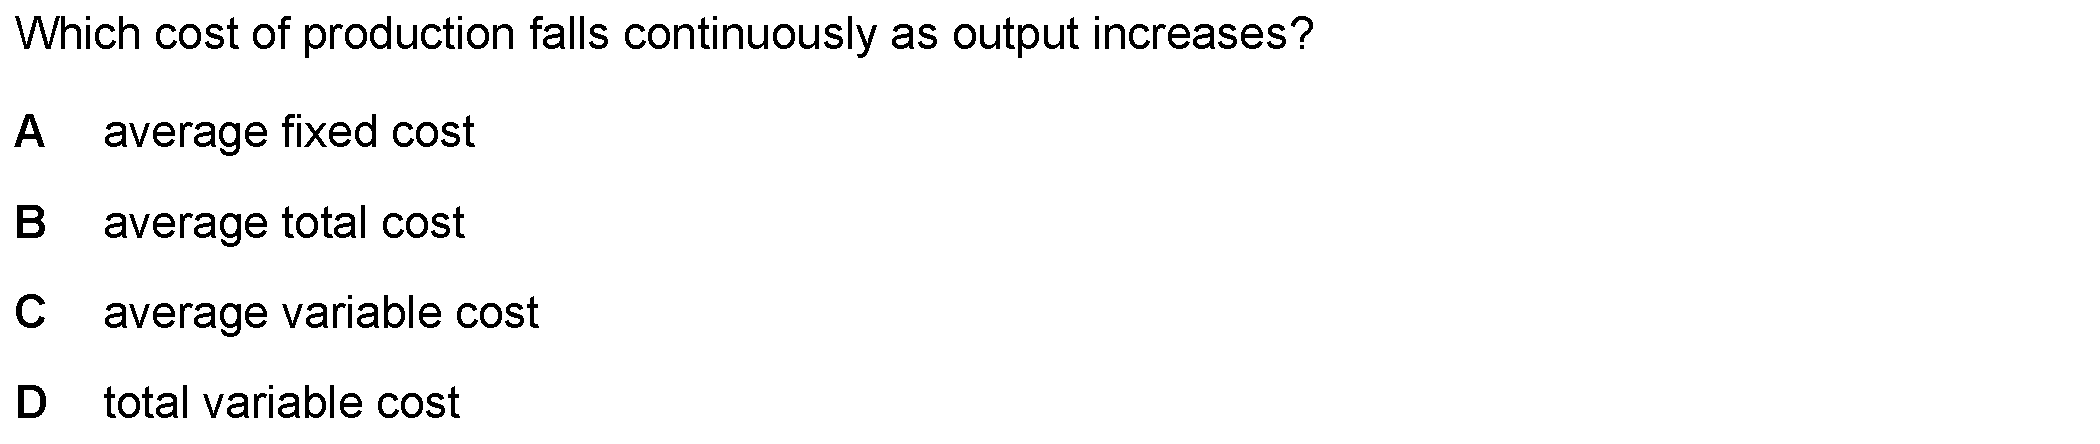 Which cost of production falls continuously as output increases?
A average fixed cost
B average total cost
C average variable cost
D total variable cost